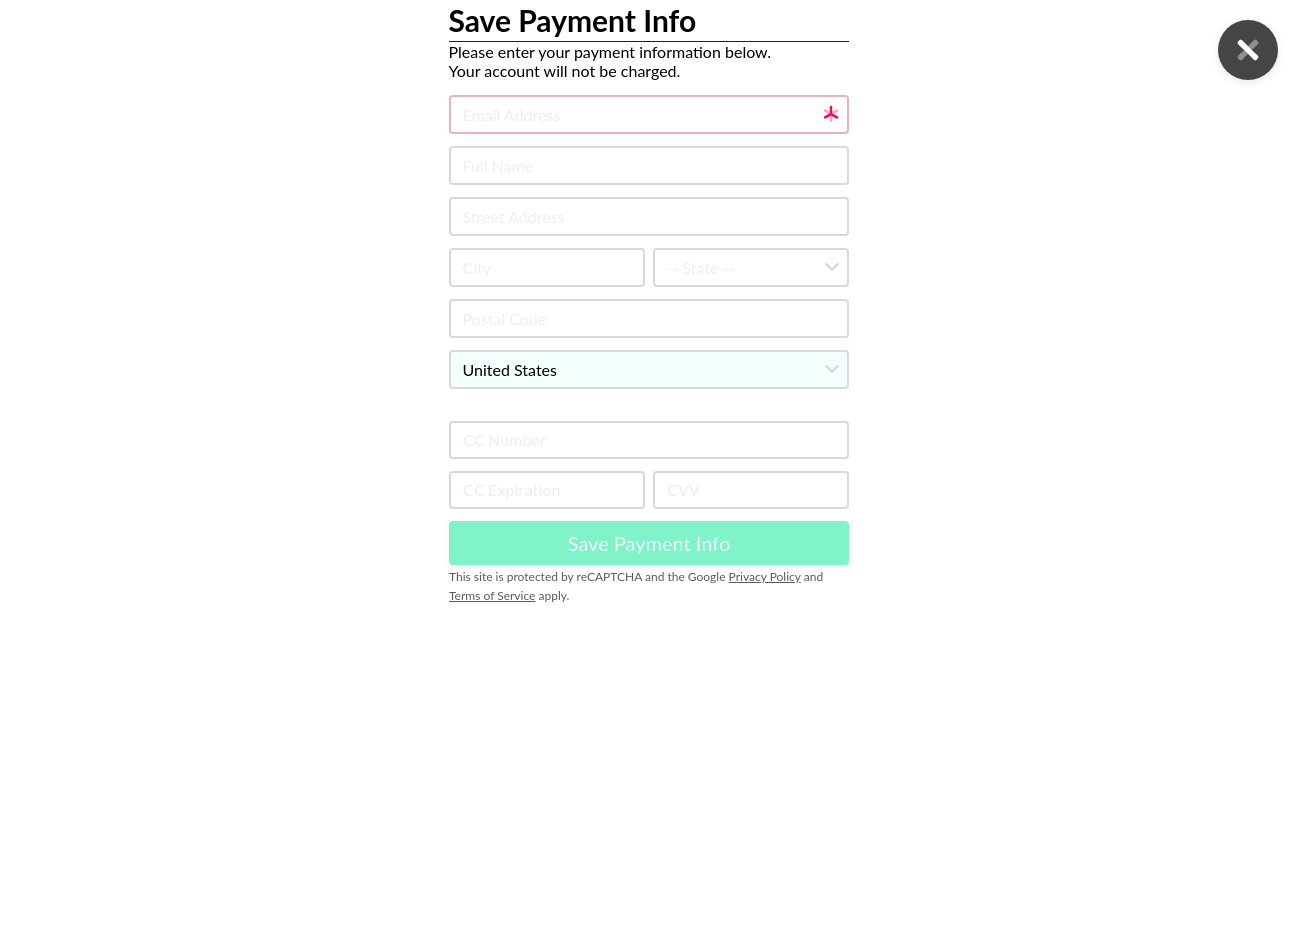 Save Payment Info
Please enter your payment information below.
Your account will not be charged.
Email Address
Full Name
Street Address
City
-- State --
Postal Code
United States
CC Number
CC Expiration
CVV
Save Payment Info
This site is protected by reCAPTCHA and the Google Privacy Policy and
Terms of Service apply.